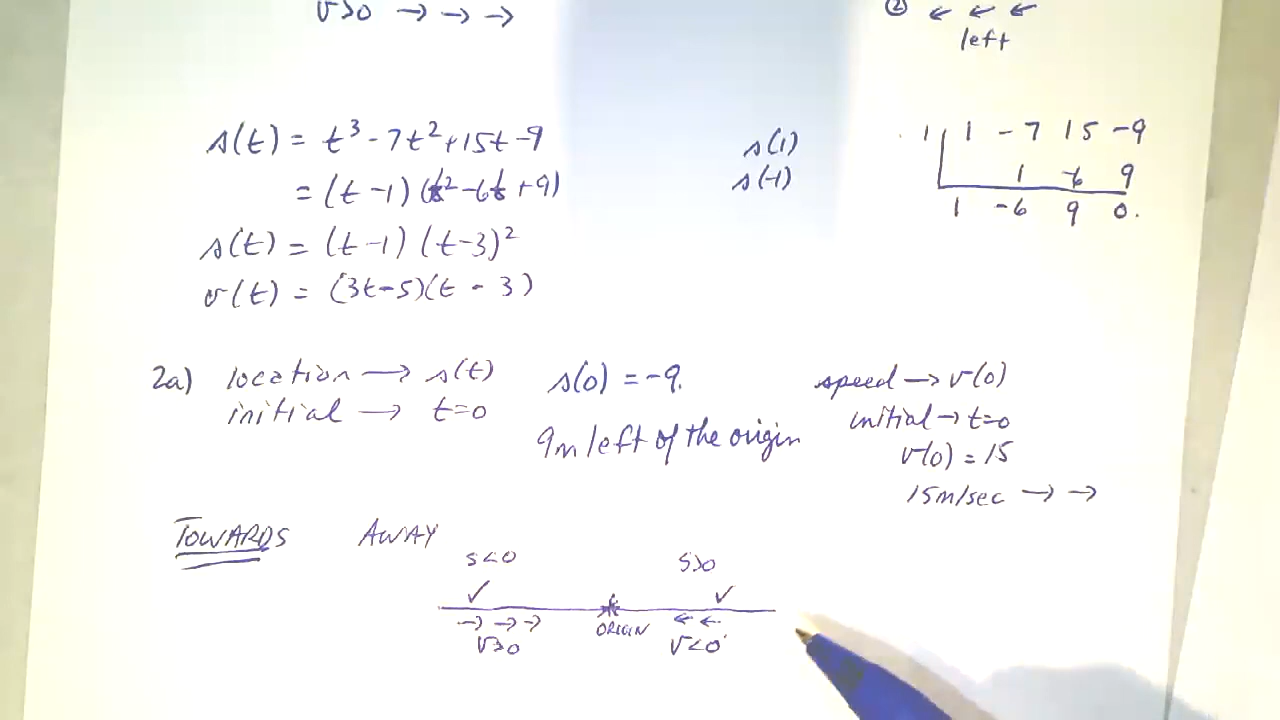 v>0 → → →
② ← ← ←
left
s(t) = t³ - 7t² + 15t - 9
= (t - 1)(t² - 6t + 9)
s(t) = (t - 1)(t - 3)²
v(t) = (3t - 5)(t - 3)
s(1)
s(-1)
1 | 1 -7 15 -9
1 -6 9
1 -6 9 0.
2a) location → s(t) s(0) = -9.
initial → t=0
9m left of the origin
speed → v(0)
initial → t=0
v(0) = 15
15m/sec → →
TOWARDS AWAY
s<0 s>0
✓ ✓
→ → → ORIGIN ← ←
v>0 v<0